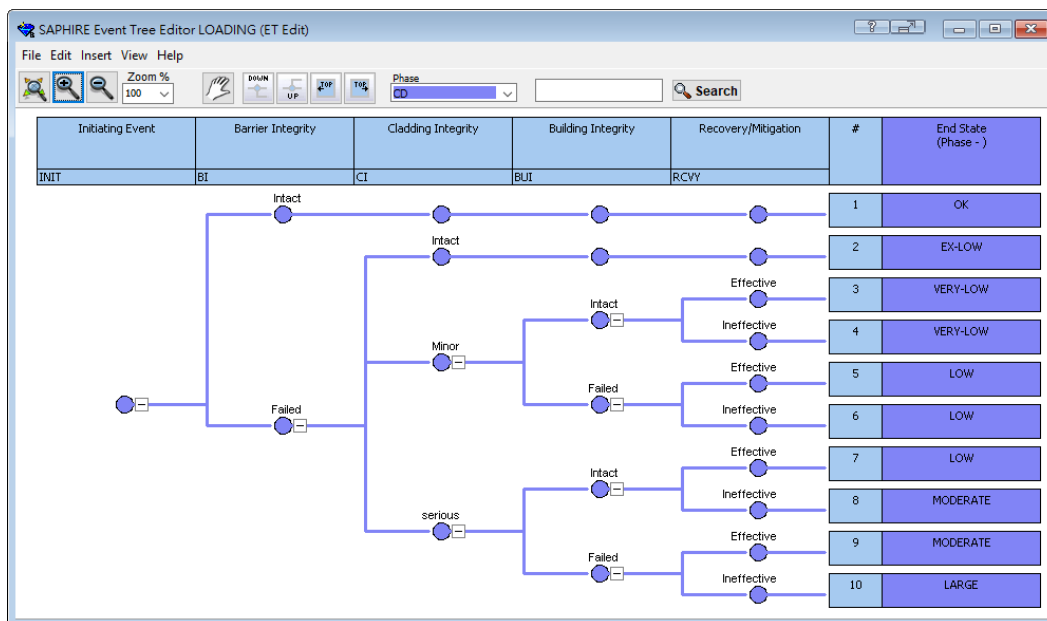 SAPHIRE Event Tree Editor LOADING (ET Edit)
File Edit Insert View Help
Zoom %
100
DOWN
UP
TOP
TOP
Phase
CD
Search
Initiating Event Barrier Integrity Cladding Integrity Building Integrity Recovery/Mitigation # End State
(Phase - )
INIT BI CI BUI RCVY
Intact
1 OK
Intact
2 EX-LOW
Effective
3 VERY-LOW
Intact
Ineffective
4 VERY-LOW
Minor
Effective
5 LOW
Failed
Failed
Ineffective
6 LOW
Effective
7 LOW
Intact
Ineffective
8 MODERATE
serious
Effective
9 MODERATE
Failed
Ineffective
10 LARGE